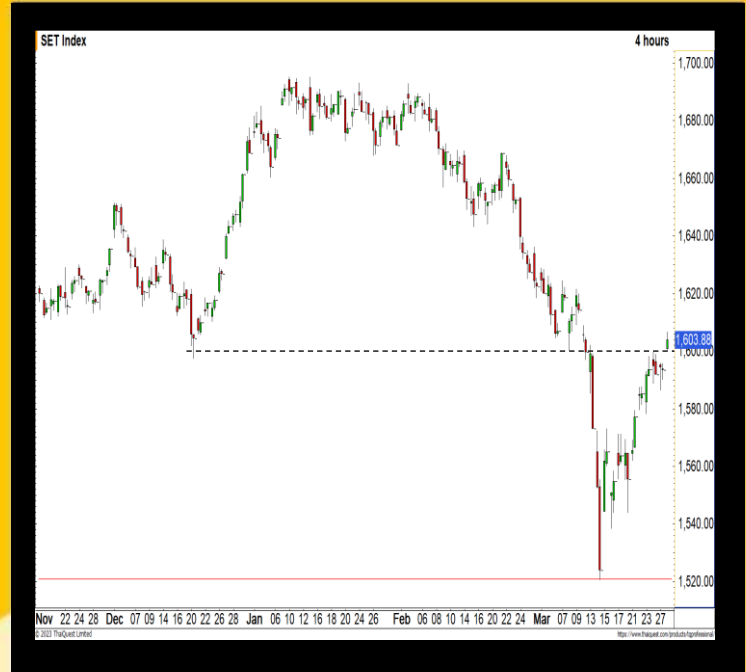 SET Index
4 hours
1,700.00
1,680.00
1,660.00
1,640.00
1,620.00
1,603.88
1,600.00
1,580.00
1,560.00
1,540.00
1,520.00
Nov 22 24 28 Dec 07 09 14 16 20 22 26 28 Jan 06 10 12 16 18 20 24 26 Feb 06 08 10 14 16 20 22 24 Mar 07 09 13 15 17 21 23 27
© 2023 ThaiQuest Limited
https://www.thaiquest.com/products/tqprofessional/